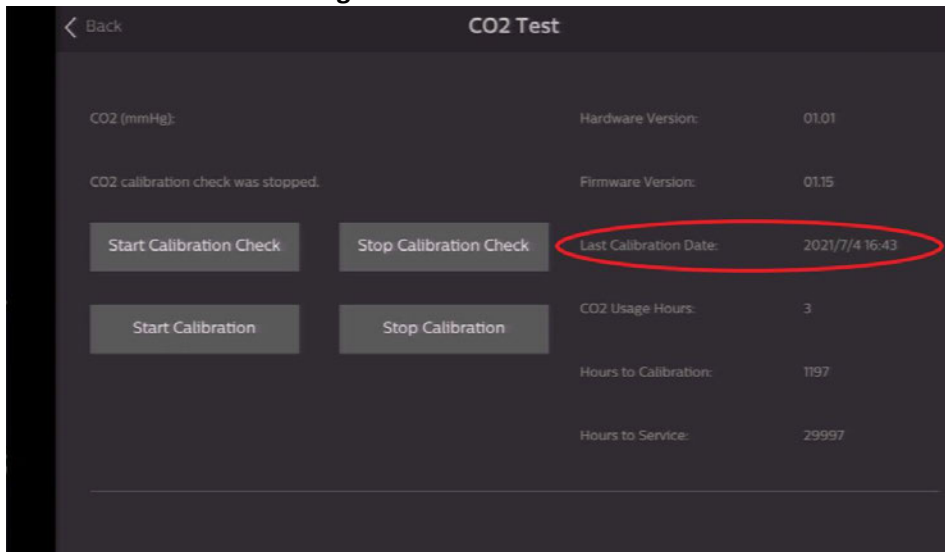 Back
CO2 Test
CO2 (mmHg):
CO2 calibration check was stopped.
Start Calibration Check
Stop Calibration Check
Start Calibration
Stop Calibration
Hardware Version: 01.01
Firmware Version: 01.15
Last Calibration Date: 2021/7/4 16:43
CO2 Usage Hours: 3
Hours to Calibration: 1197
Hours to Service: 29997